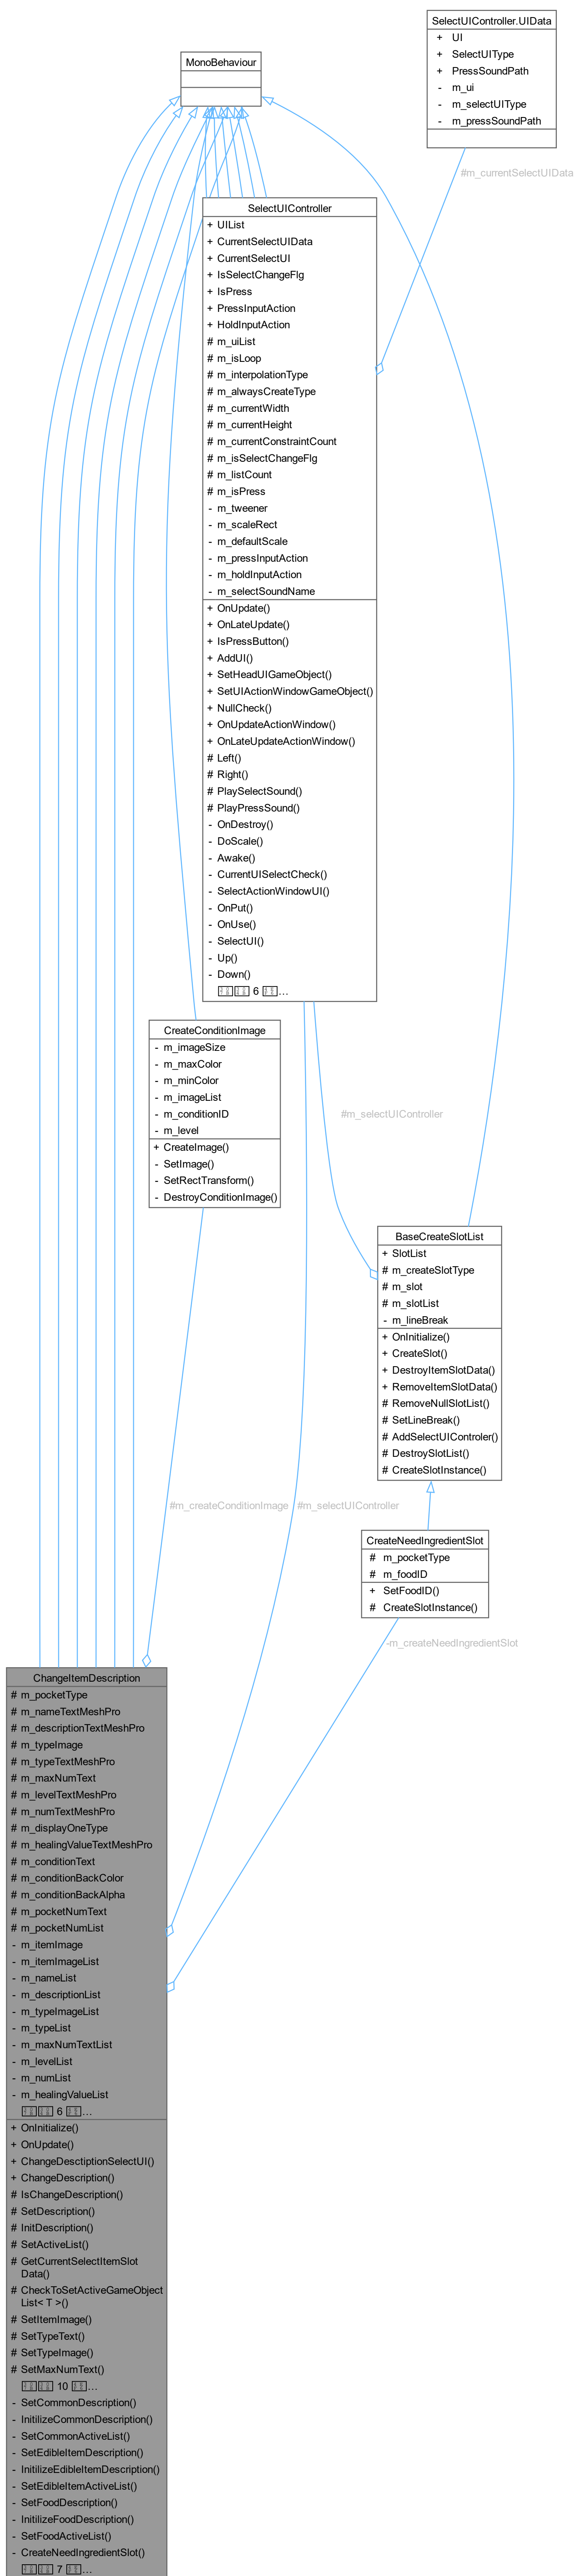 SelectUIController.UIData
+ UI
+ SelectUIType
+ PressSoundPath
- m_ui
- m_selectUIType
- m_pressSoundPath
MonoBehaviour
#m_currentSelectUIData
SelectUIController
+ UIList
+ CurrentSelectUIData
+ CurrentSelectUI
+ IsSelectChangeFlg
+ IsPress
+ PressInputAction
+ HoldInputAction
# m_uiList
# m_isLoop
# m_interpolationType
# m_alwaysCreateType
# m_currentWidth
# m_currentHeight
# m_currentConstraintCount
# m_isSelectChangeFlg
# m_listCount
# m_isPress
- m_tweener
- m_scaleRect
- m_defaultScale
- m_pressInputAction
- m_holdInputAction
- m_selectSoundName
+ OnUpdate()
+ OnLateUpdate()
+ IsPressButton()
+ AddUI()
+ SetHeadUIGameObject()
+ SetUIActionWindowGameObject()
+ NullCheck()
+ OnUpdateActionWindow()
+ OnLateUpdateActionWindow()
# Left()
# Right()
# PlaySelectSound()
# PlayPressSound()
- OnDestroy()
- DoScale()
- Awake()
- CurrentUISelectCheck()
- SelectActionWindowUI()
- OnPut()
- OnUse()
- SelectUI()
- Up()
- Down()
6 ...
CreateConditionImage
- m_imageSize
- m_maxColor
- m_minColor
- m_imageList
- m_conditionID
- m_level
+ CreateImage()
- SetImage()
- SetRectTransform()
- DestroyConditionImage()
#m_selectUIController
BaseCreateSlotList
+ SlotList
# m_createSlotType
# m_slot
# m_slotList
- m_lineBreak
+ OnInitialize()
+ CreateSlot()
+ DestroyItemSlotData()
+ RemoveItemSlotData()
# RemoveNullSlotList()
# SetLineBreak()
# AddSelectUIControler()
# DestroySlotList()
# CreateSlotInstance()
#m_createConditionImage
#m_selectUIController
CreateNeedIngredientSlot
# m_pocketType
# m_foodID
+ SetFoodID()
# CreateSlotInstance()
-m_createNeedIngredientSlot
ChangeItemDescription
# m_pocketType
# m_nameTextMeshPro
# m_descriptionTextMeshPro
# m_typeImage
# m_typeTextMeshPro
# m_maxNumText
# m_levelTextMeshPro
# m_numTextMeshPro
# m_displayOneType
# m_healingValueTextMeshPro
# m_conditionText
# m_conditionBackColor
# m_conditionBackAlpha
# m_pocketNumText
# m_pocketNumList
- m_itemImage
- m_itemImageList
- m_nameList
- m_descriptionList
- m_typeImageList
- m_typeList
- m_maxNumTextList
- m_levelList
- m_numList
- m_healingValueList
6 ...
+ OnInitialize()
+ OnUpdate()
+ ChangeDesctiptionSelectUI()
+ ChangeDescription()
# IsChangeDescription()
# SetDescription()
# InitDescription()
# SetActiveList()
# GetCurrentSelectItemSlot
Data()
# CheckToSetActiveGameObject
List< T >()
# SetItemImage()
# SetTypeText()
# SetTypeImage()
# SetMaxNumText()
10 ...
- SetCommonDescription()
- InitilizeCommonDescription()
- SetCommonActiveList()
- SetEdibleItemDescription()
- InitilizeEdibleItemDescription()
- SetEdibleItemActiveList()
- SetFoodDescription()
- InitilizeFoodDescription()
- SetFoodActiveList()
- CreateNeedIngredientSlot()
7 ...